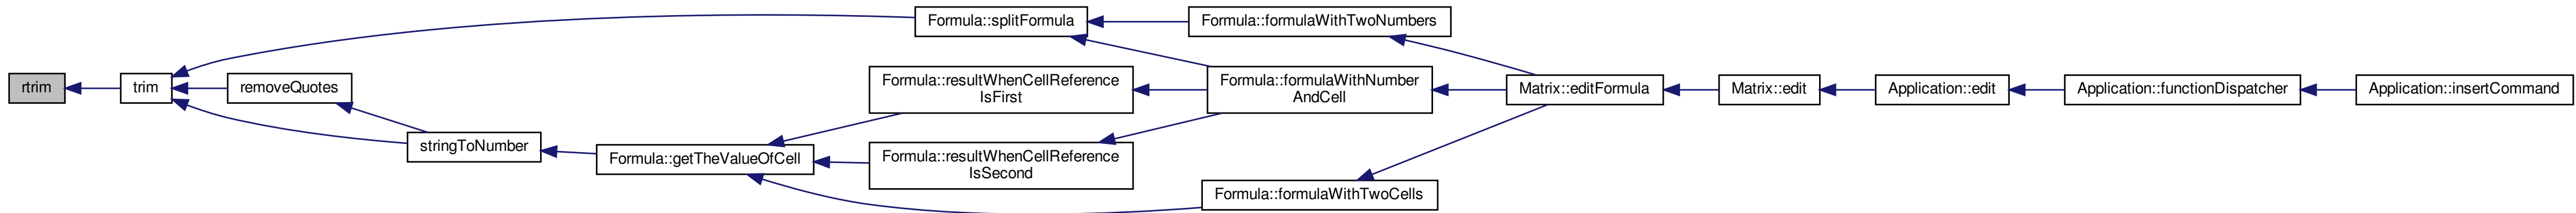 rtrim
trim
removeQuotes
stringToNumber
Formula::getTheValueOfCell
Formula::splitFormula
Formula::resultWhenCellReference
IsFirst
Formula::resultWhenCellReference
IsSecond
Formula::formulaWithTwoNumbers
Formula::formulaWithNumber
AndCell
Formula::formulaWithTwoCells
Matrix::editFormula
Matrix::edit
Application::edit
Application::functionDispatcher
Application::insertCommand